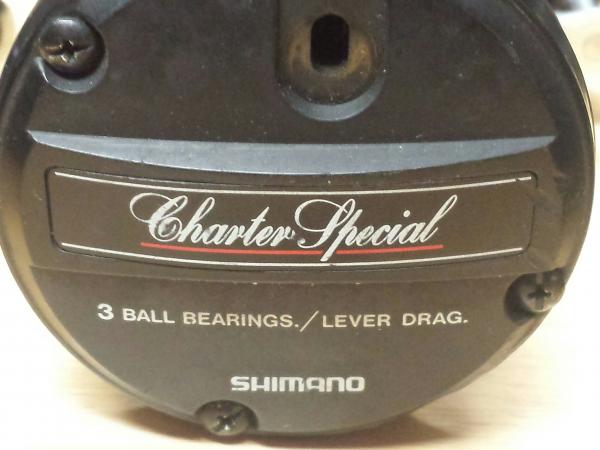 Charter Special
3 BALL BEARINGS./LEVER DRAG.
SHIMANO